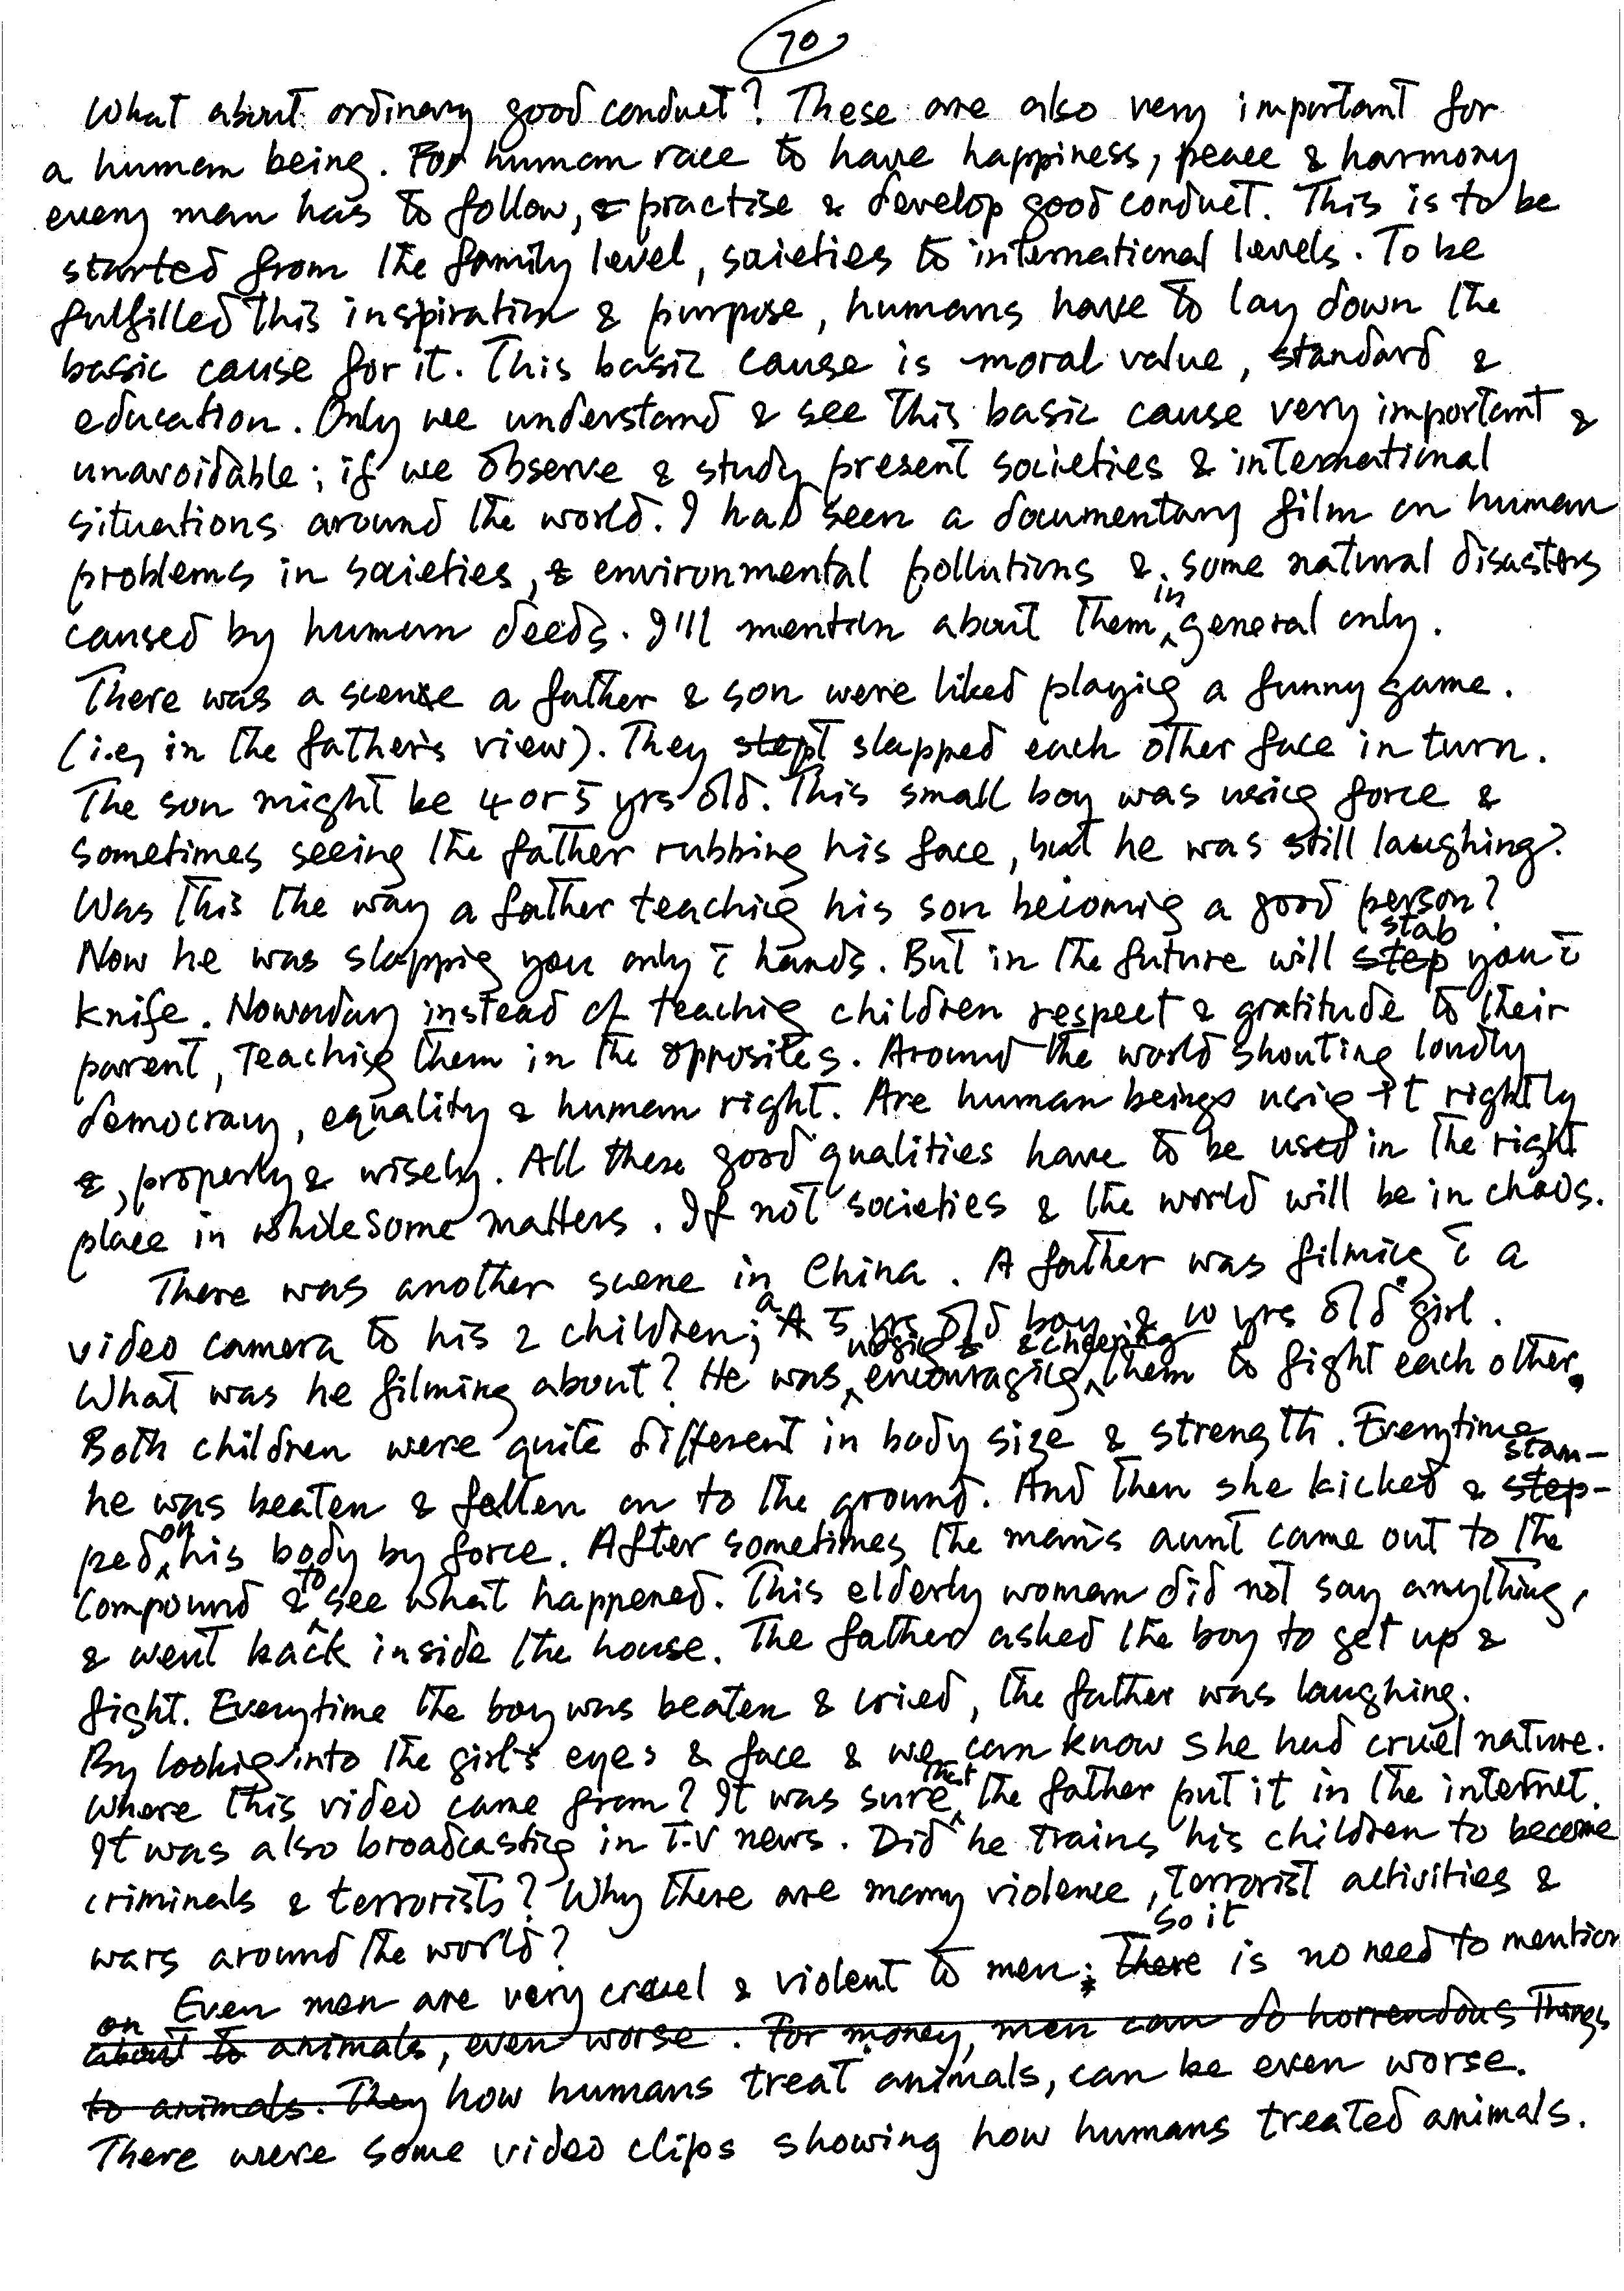 70
What about ordinary good conduct? These are also very important for
a human being. For human race to have happiness, peace & harmony
every man has to follow, & practise & develop good conduct. This is to be
started from the family level, societies to international levels. To be
fulfilled this inspiration & purpose, humans have to lay down the
basic cause for it. This basic cause is moral value, standard &
education. Only we understand & see this basic cause very important &
unavoidable; if we observe & study present societies & international
situations around the world. I had seen a documentary film on human
problems in societies, & environmental pollutions & some natural disasters
caused by human deeds. I'll mention about them in general only.
There was a scene a father & son were liked playing a funny game.
(i.e, in the father's view). They stept slapped each other face in turn.
The son might be 4 or 5 yrs old. This small boy was using force &
sometimes seeing the father rubbing his face, but he was still laughing?
Was this the way a father teaching his son becoming a good person?
Now he was slapping you only c̄ hands. But in the future will step stab you c̄
knife. Nowaday instead of teaching children respect & gratitude to their
parent, Teaching them in the opposites. Around the world shouting loudly
democracy, equality & human right. Are human beings using it rightly
&, properly & wisely. All these good qualities have to be used in the right
place in wholesome matters. If not societies & the world will be in chaos.
There was another scene in China. A father was filming c̄ a
video camera to his 2 children; a A 5 yrs old boy & 10 yrs old girl.
What was he filming about? He was encouraging & cheering them to fight each other.
Both children were quite different in body size & strength. Everytime
he was beaten & fallen on to the ground. And then she kicked & step- stam-
ped on his body by force. After sometimes the man's aunt came out to the
compound & to see what happened. This elderly woman did not say anything,
& went back inside the house. The father asked the boy to get up &
fight. Everytime the boy was beaten & cried, the father was laughing.
By looking into the girl's eyes & face & we can know she had cruel nature.
Where this video came from? It was sure that the father put it in the internet.
It was also broadcasting in T.V news. Did he trains his children to become
criminals & terrorists? Why there are many violence, terrorist activities &
wars around the world?
Even men are very cruel & violent to men; there so it is no need to mention
on about to animals, even worse. For money, men can do horrendous things
to animals. They how humans treat animals, can be even worse.
There were some video clips showing how humans treated animals.